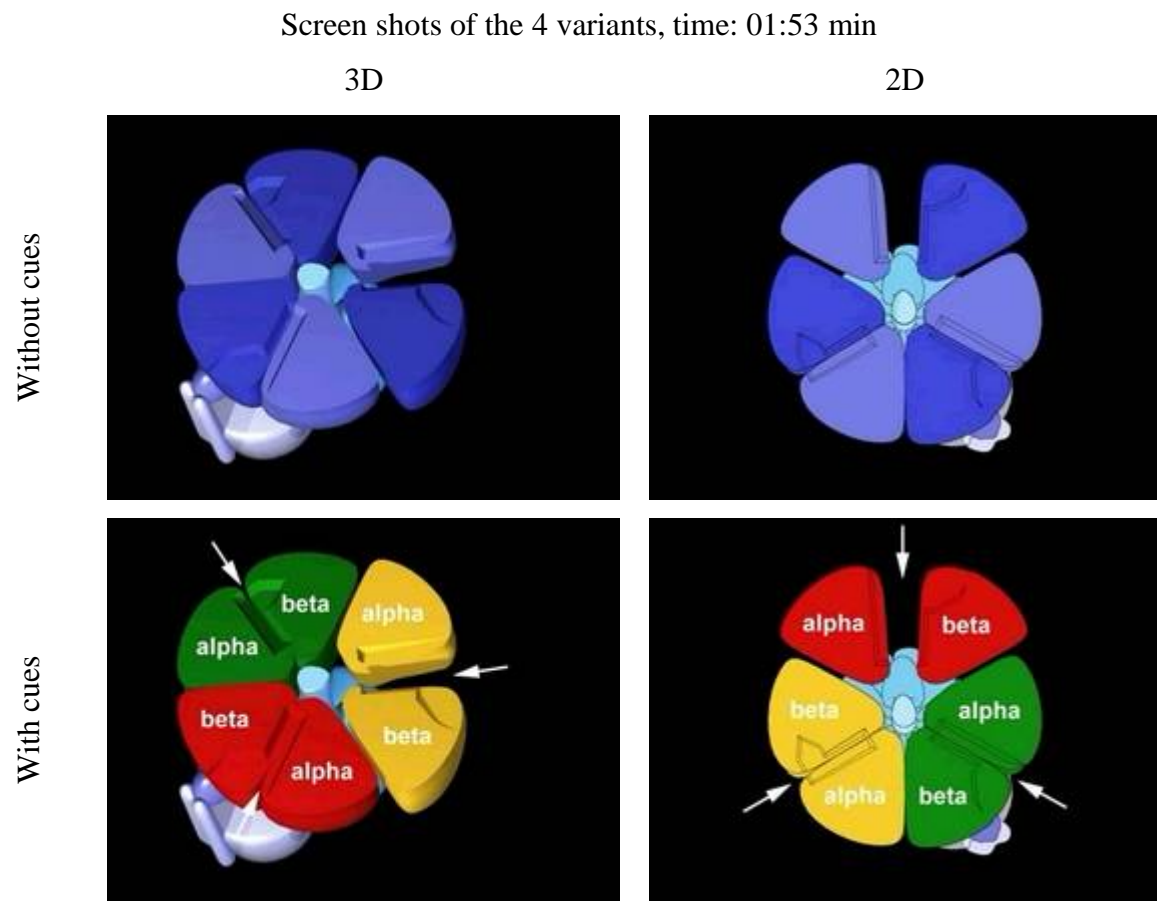 Screen shots of the 4 variants, time: 01:53 min
3D
2D
Without cues
With cues
beta
alpha
alpha
beta
beta
alpha
alpha
beta
beta
alpha
alpha
beta